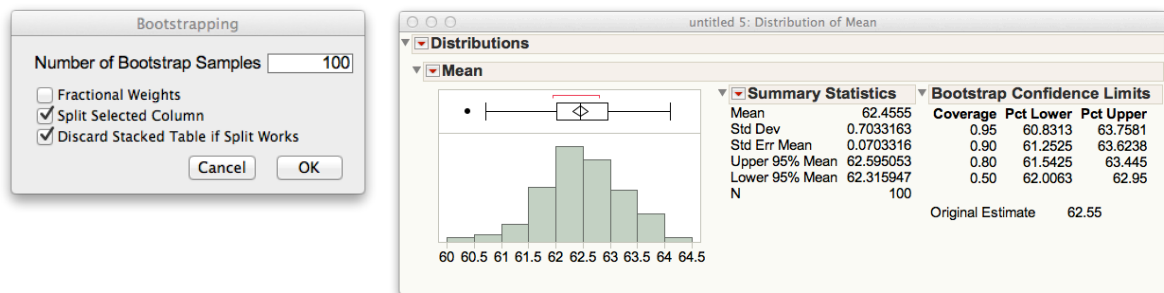 Bootstrapping
Number of Bootstrap Samples 100
Fractional Weights
Split Selected Column
Discard Stacked Table if Split Works
Cancel OK
untitled 5: Distribution of Mean
Distributions
Mean
60 60.5 61 61.5 62 62.5 63 63.5 64 64.5
Summary Statistics
Mean 62.4555
Std Dev 0.7033163
Std Err Mean 0.0703316
Upper 95% Mean 62.595053
Lower 95% Mean 62.315947
N 100
Bootstrap Confidence Limits
Coverage Pct Lower Pct Upper
0.95 60.8313 63.7581
0.90 61.2525 63.6238
0.80 61.5425 63.445
0.50 62.0063 62.95
Original Estimate 62.55